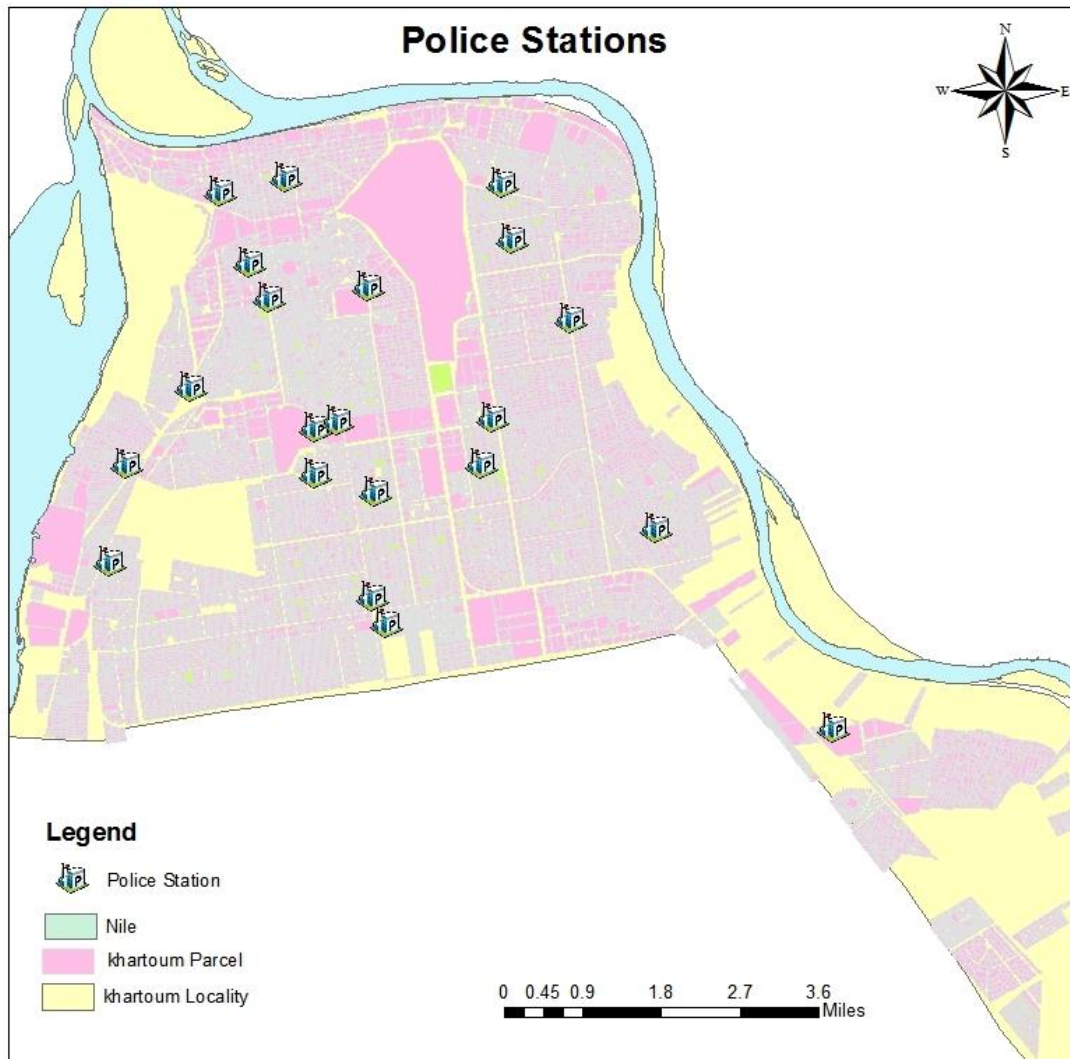 Police Stations
N
W E
S
Legend
Police Station
Nile
khartoum Parcel
khartoum Locality
0 0.45 0.9 1.8 2.7 3.6
Miles